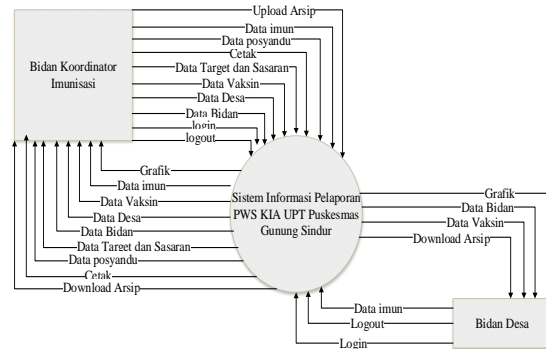 Upload Arsip
Data imun
Data posyandu
Cetak
Data Target dan Sasaran
Data Vaksin
Data Desa
Data Bidan
login
logout
Bidan Koordinator
Imunisasi
Grafik
Data imun
Data Vaksin
Data Desa
Data Bidan
Data Target dan Sasaran
Data posyandu
Cetak
Download Arsip
Sistem Informasi Pelaporan
PWS KIA UPT Puskesmas
Gunung Sindur
Grafik
Data Bidan
Data Vaksin
Download Arsip
Data imun
Logout
Login
Bidan Desa